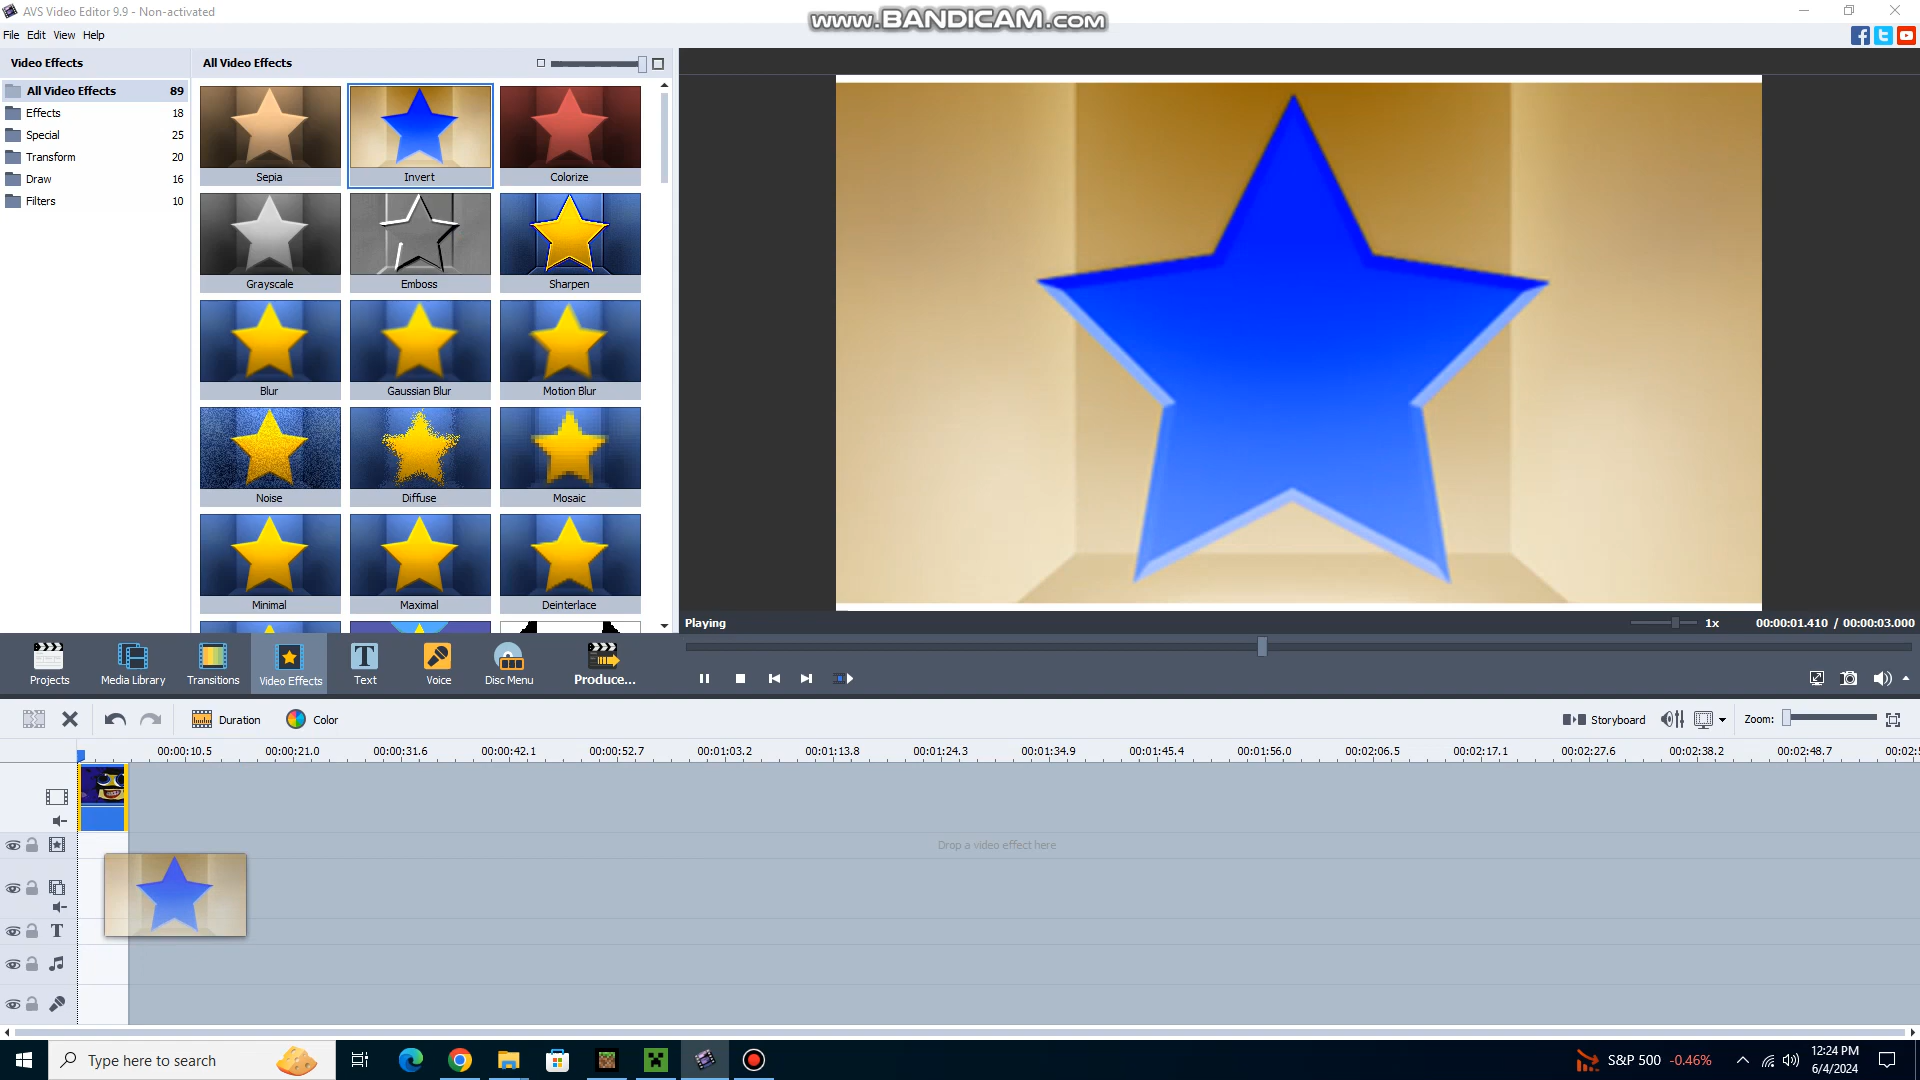 AVS Video Editor 9.9 - Non-activated
www.BANDICAM.com
File Edit View Help
Video Effects
All Video Effects
All Video Effects 89
Effects 18
Special 25
Transform 20
Draw 16
Filters 10
Sepia
Invert
Colorize
Grayscale
Emboss
Sharpen
Blur
Gaussian Blur
Motion Blur
Noise
Diffuse
Mosaic
Minimal
Maximal
Deinterlace
Playing
1x
00:00:01.410 / 00:00:03.000
Projects
Media Library
Transitions
Video Effects
Text
Voice
Disc Menu
Produce...
Duration
Color
Storyboard
Zoom:
00:00:10.5 00:00:21.0 00:00:31.6 00:00:42.1 00:00:52.7 00:01:03.2 00:01:13.8 00:01:24.3 00:01:34.9 00:01:45.4 00:01:56.0 00:02:06.5 00:02:17.1 00:02:27.6 00:02:38.2 00:02:48.7
Drop a video effect here
T
Type here to search
S&P 500 -0.46%
12:24 PM
6/4/2024